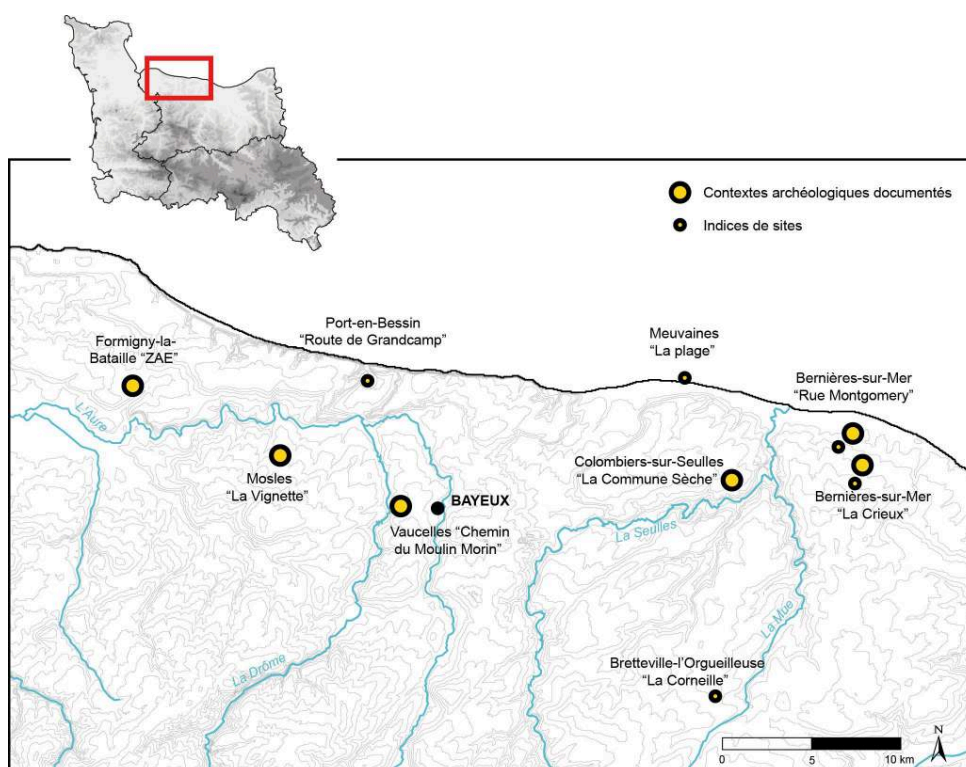 Contextes archéologiques documentés
Indices de sites
Port-en-Bessin
“Route de Grandcamp”
Meuvaines
“La plage”
Formigny-la-
Bataille “ZAE”
Bernières-sur-Mer
“Rue Montgomery”
L'Aure
Mosles
“La Vignette”
Colombiers-sur-Seulles
“La Commune Sèche”
BAYEUX
Bernières-sur-Mer
“La Crieux”
Vaucelles “Chemin
du Moulin Morin”
La Seulles
La Mue
La Drôme
Bretteville-l’Orgueilleuse
“La Corneille”
N
0 5 10 km